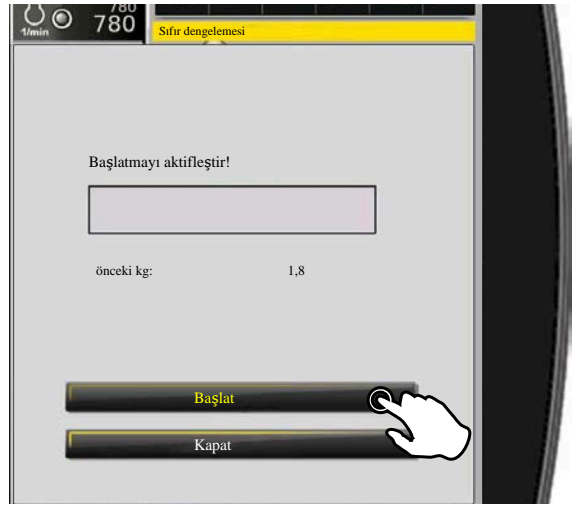 780
1/min
780
Sıfır dengelemesi
Başlatmayı aktifleştir!
önceki kg:
1,8
Başlat
Kapat